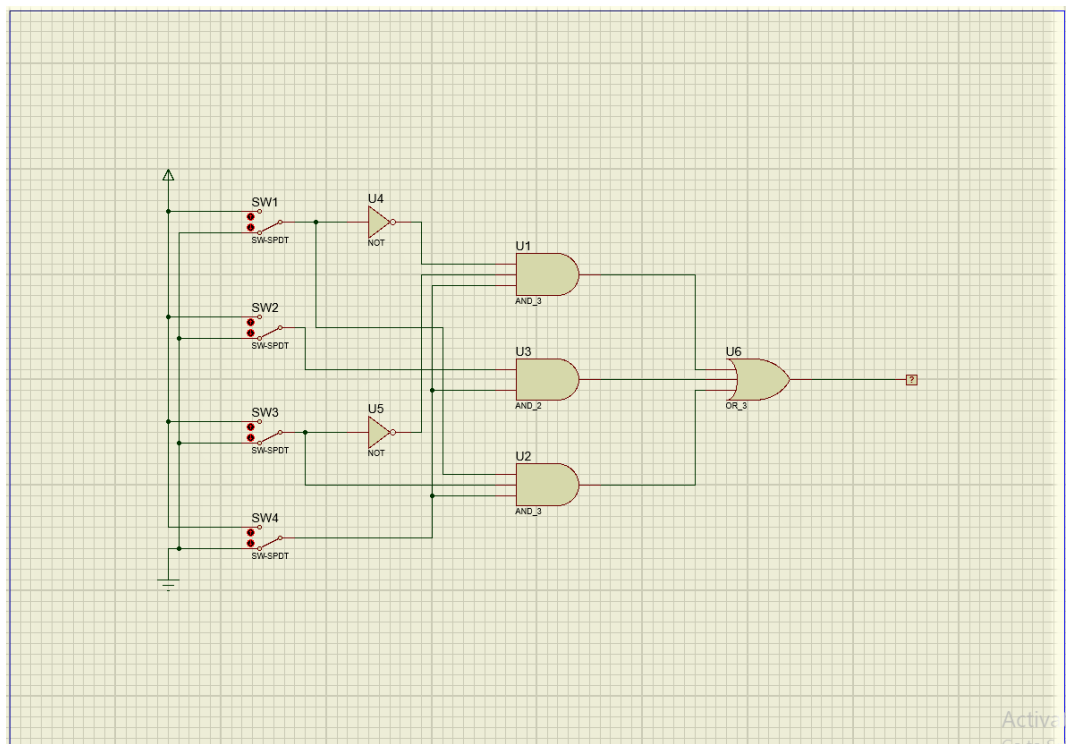 SW1
SW-SPDT
U4
NOT
U1
AND_3
SW2
SW-SPDT
U3
AND_2
U6
OR_3
?
SW3
SW-SPDT
U5
NOT
U2
AND_3
SW4
SW-SPDT
Activa